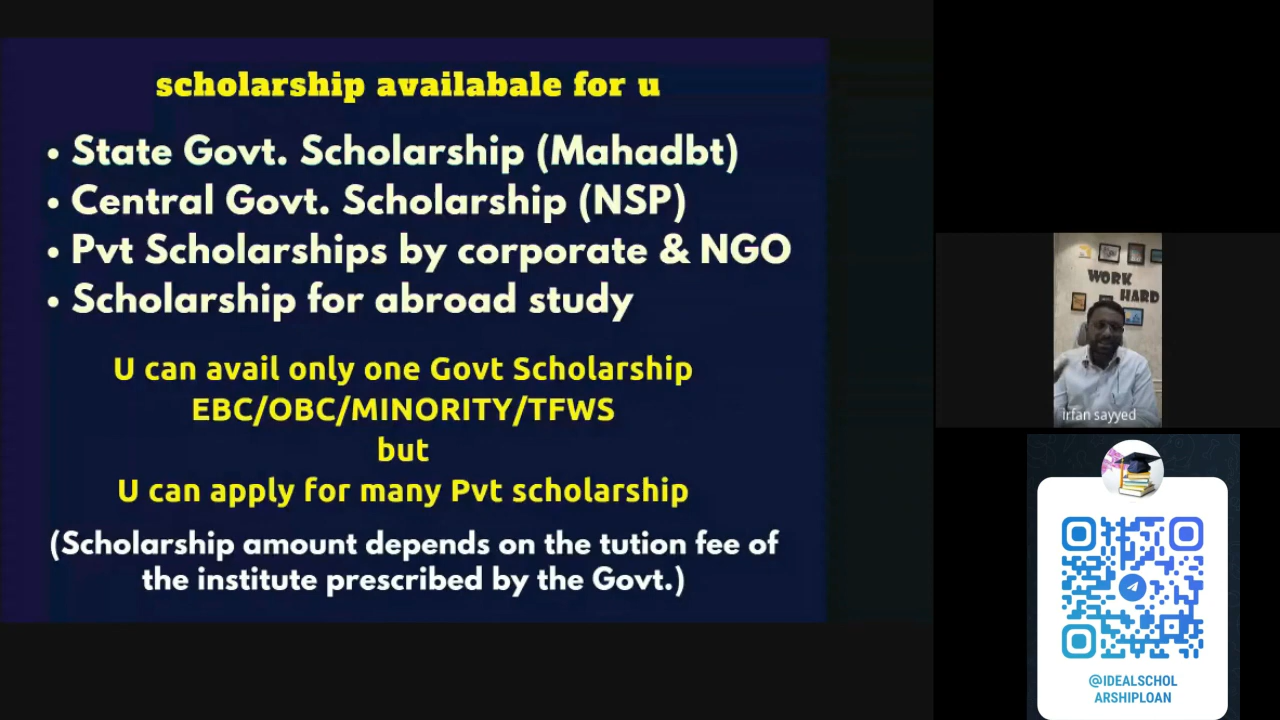 scholarship availabale for u
• State Govt. Scholarship (Mahadbt)
• Central Govt. Scholarship (NSP)
• Pvt Scholarships by corporate & NGO
• Scholarship for abroad study
U can avail only one Govt Scholarship
EBC/OBC/MINORITY/TFWS
but
U can apply for many Pvt scholarship
(Scholarship amount depends on the tution fee of
the institute prescribed by the Govt.)
WORK
HARD
irfan sayyed
@IDEALSCHOL
ARSHIPLOAN